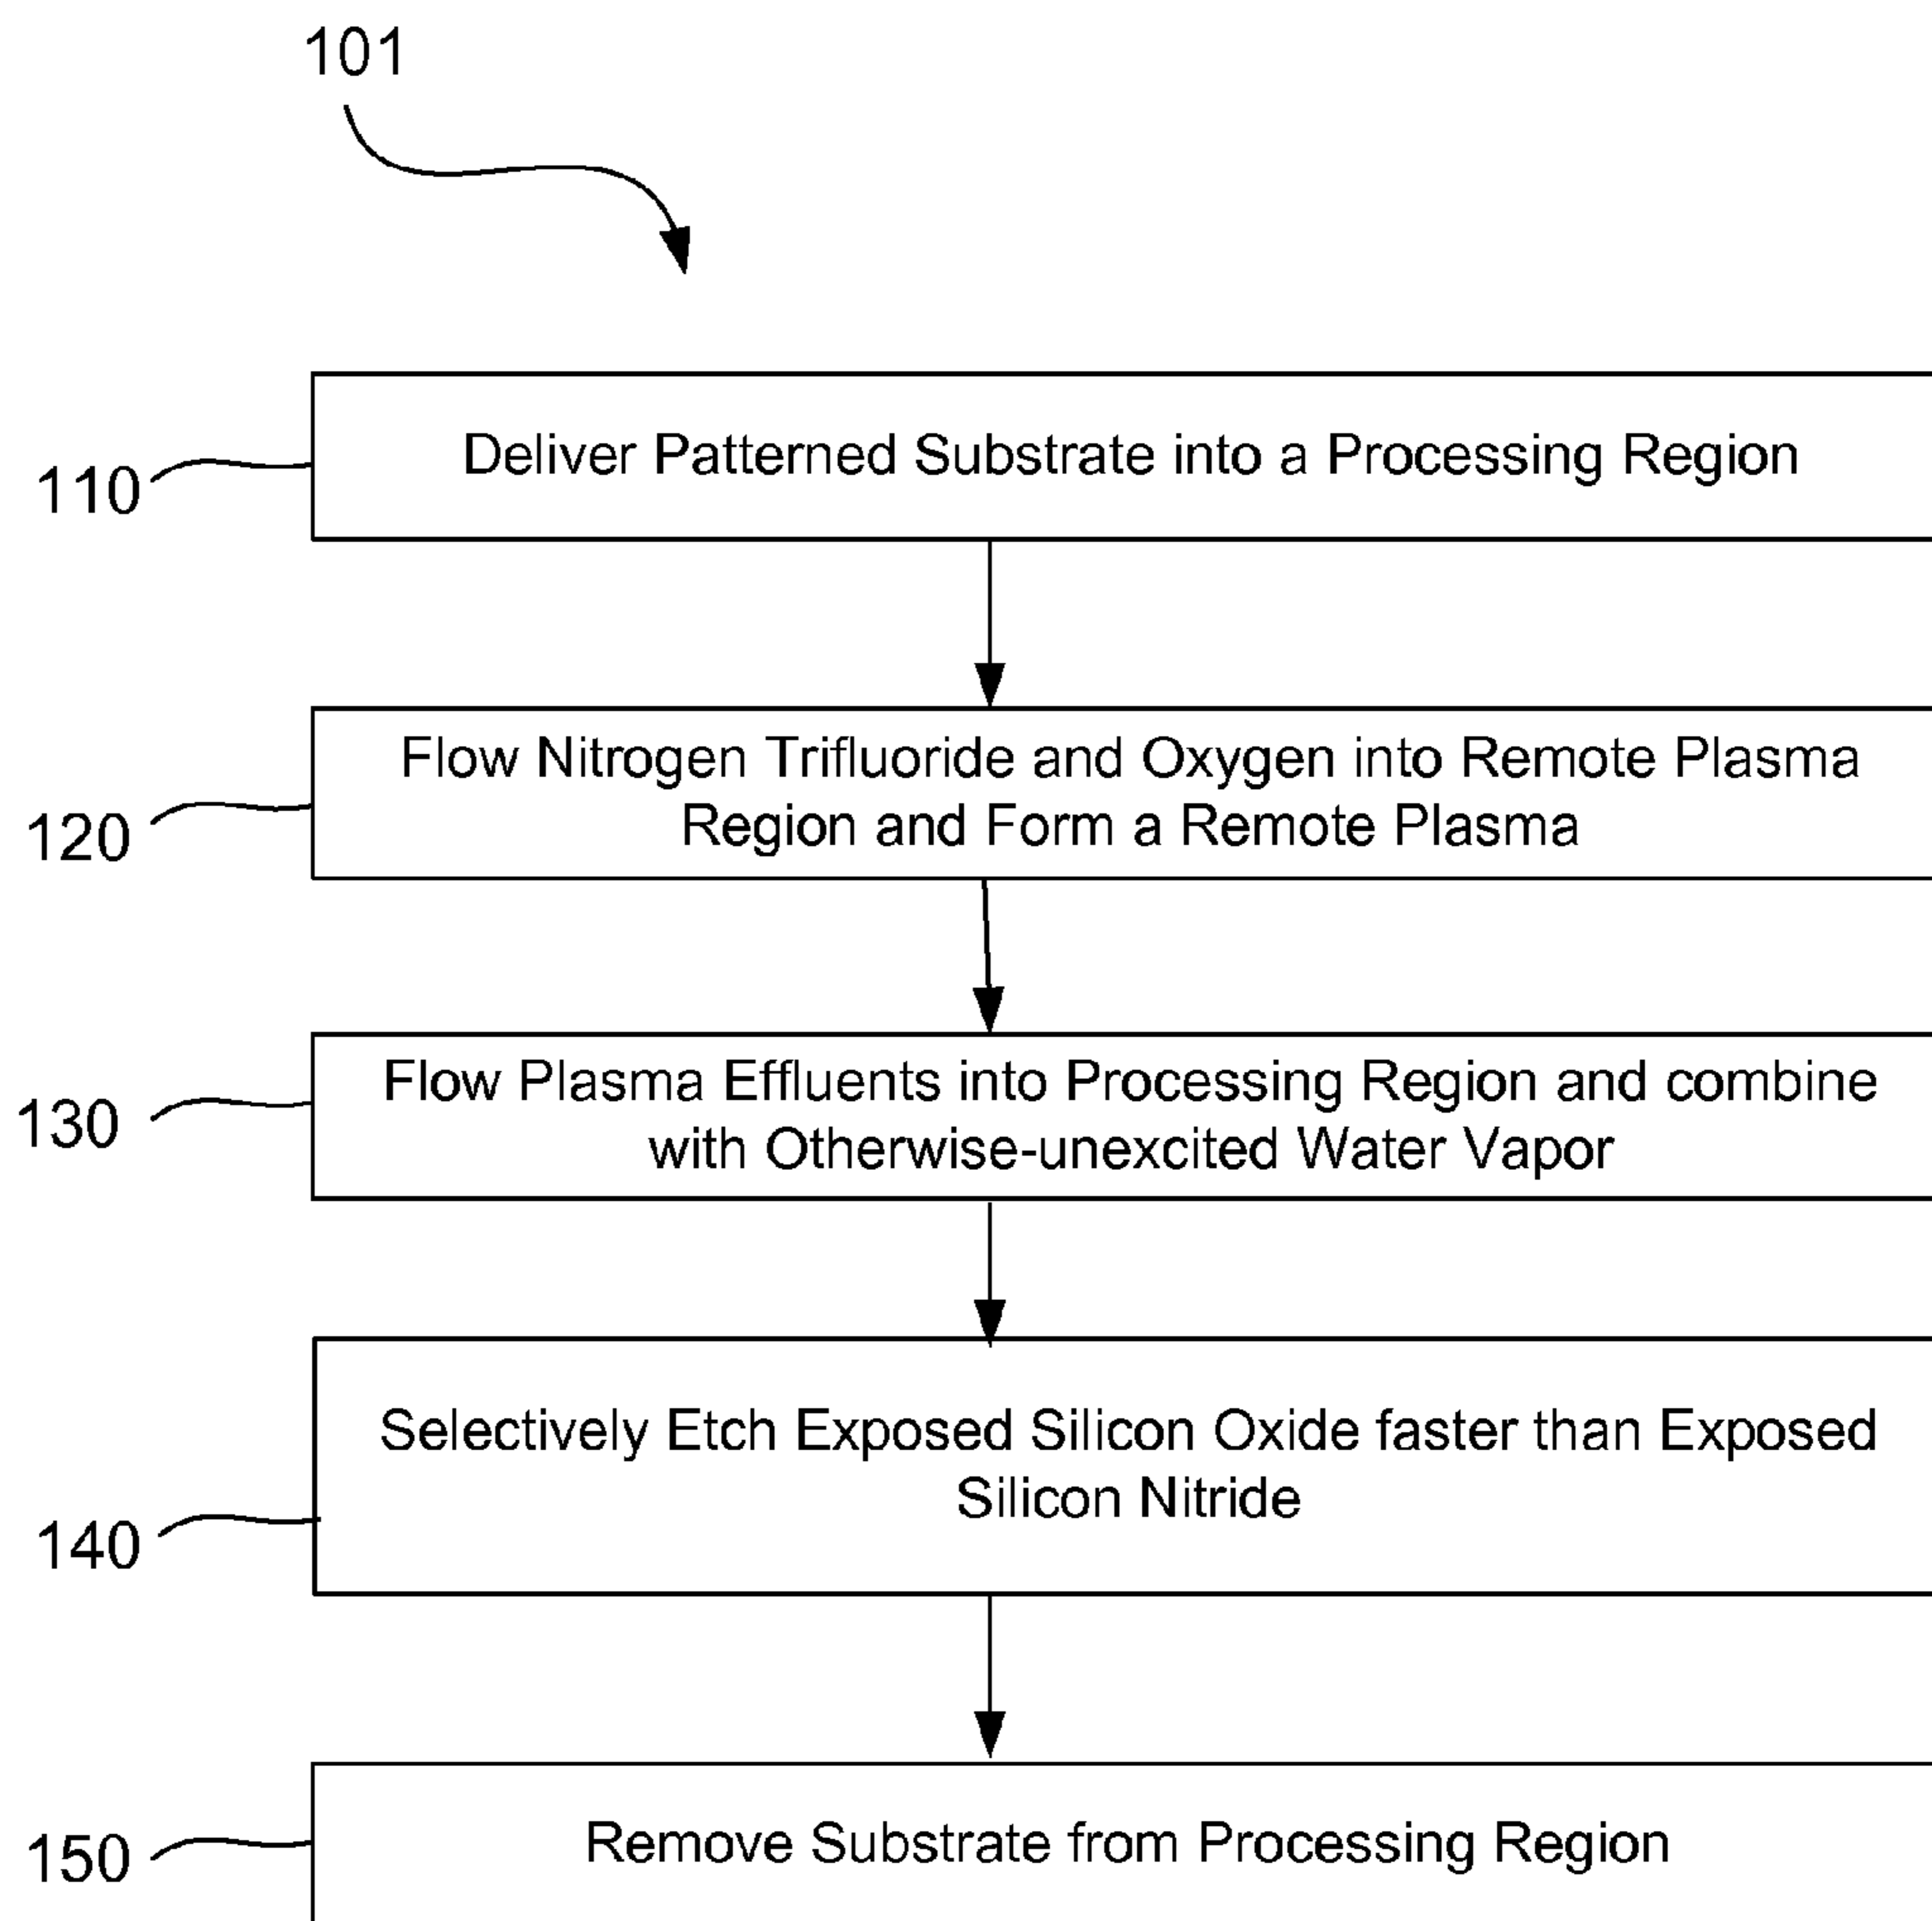 101
110
Deliver Patterned Substrate into a Processing Region
120
Flow Nitrogen Trifluoride and Oxygen into Remote Plasma
Region and Form a Remote Plasma
130
Flow Plasma Effluents into Processing Region and combine
with Otherwise-unexcited Water Vapor
140
Selectively Etch Exposed Silicon Oxide faster than Exposed
Silicon Nitride
150
Remove Substrate from Processing Region